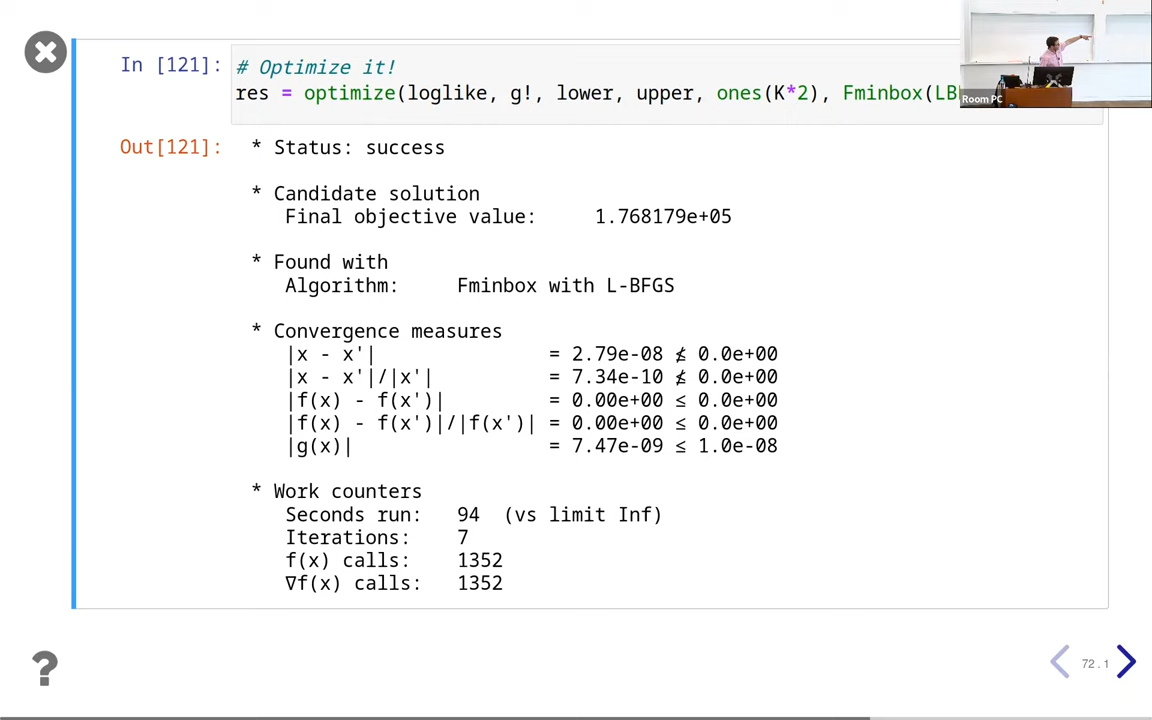 In [121]: # Optimize it!
res = optimize(loglike, g!, lower, upper, ones(K*2), Fminbox(LB
Room PC
Out[121]: * Status: success
* Candidate solution
Final objective value: 1.768179e+05
* Found with
Algorithm: Fminbox with L-BFGS
* Convergence measures
|x - x'| = 2.79e-08 ≰ 0.0e+00
|x - x'|/|x'| = 7.34e-10 ≰ 0.0e+00
|f(x) - f(x')| = 0.00e+00 ≤ 0.0e+00
|f(x) - f(x')|/|f(x')| = 0.00e+00 ≤ 0.0e+00
|g(x)| = 7.47e-09 ≤ 1.0e-08
* Work counters
Seconds run: 94 (vs limit Inf)
Iterations: 7
f(x) calls: 1352
∇f(x) calls: 1352
?
72.1